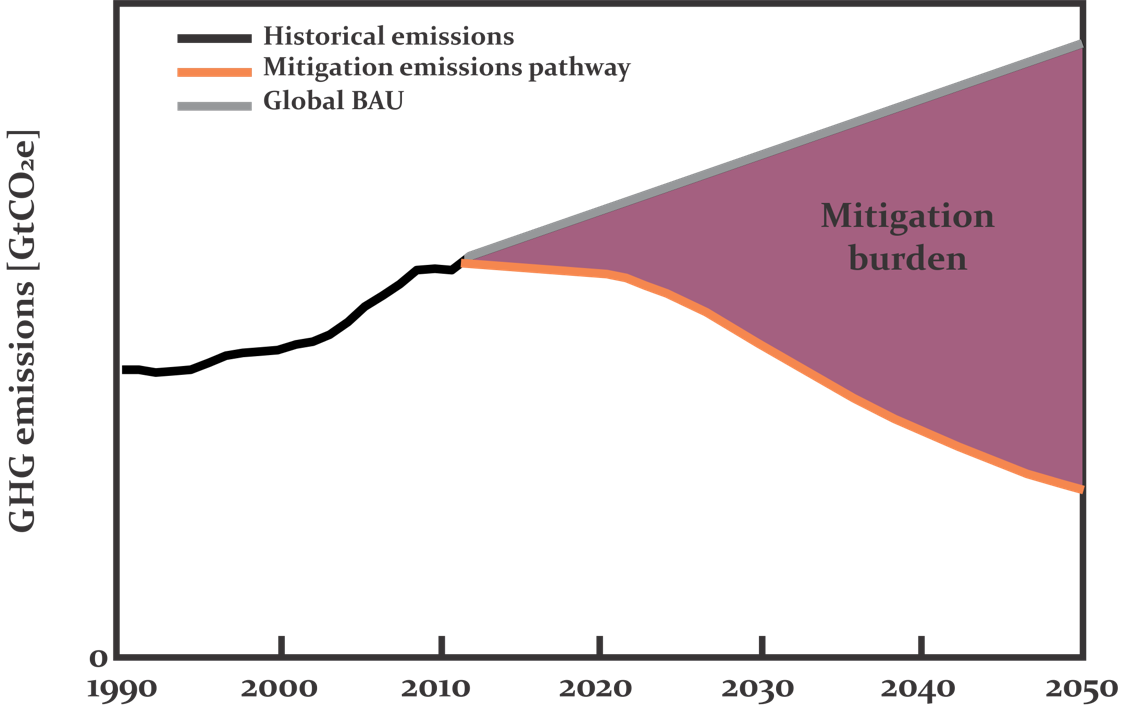 Historical emissions
Mitigation emissions pathway
Global BAU
GHG emissions [GtCO₂e]
Mitigation
burden
0
1990 2000 2010 2020 2030 2040 2050